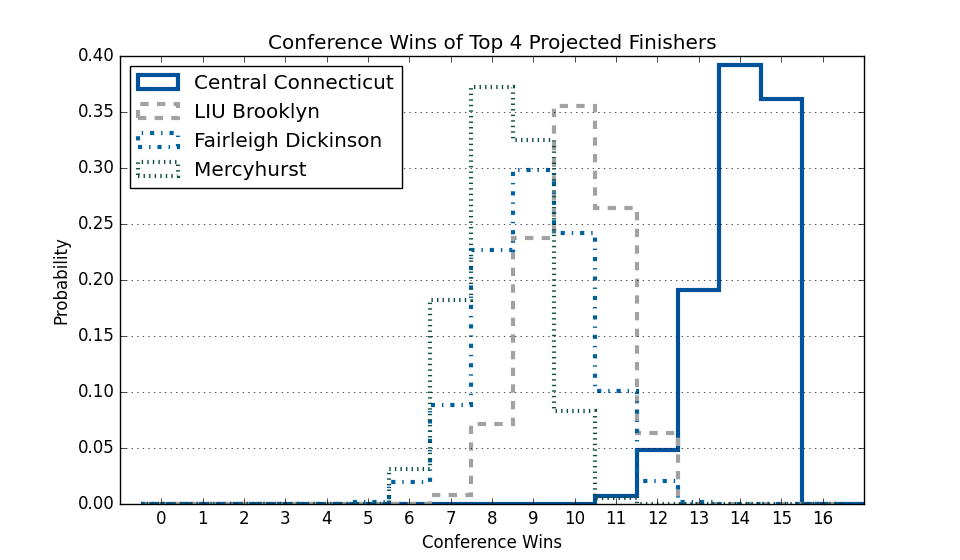 Conference Wins of Top 4 Projected Finishers
Central Connecticut
LIU Brooklyn
Fairleigh Dickinson
Mercyhurst
Probability
0.40
0.35
0.30
0.25
0.20
0.15
0.10
0.05
0.00
0 1 2 3 4 5 6 7 8 9 10 11 12 13 14 15 16
Conference Wins